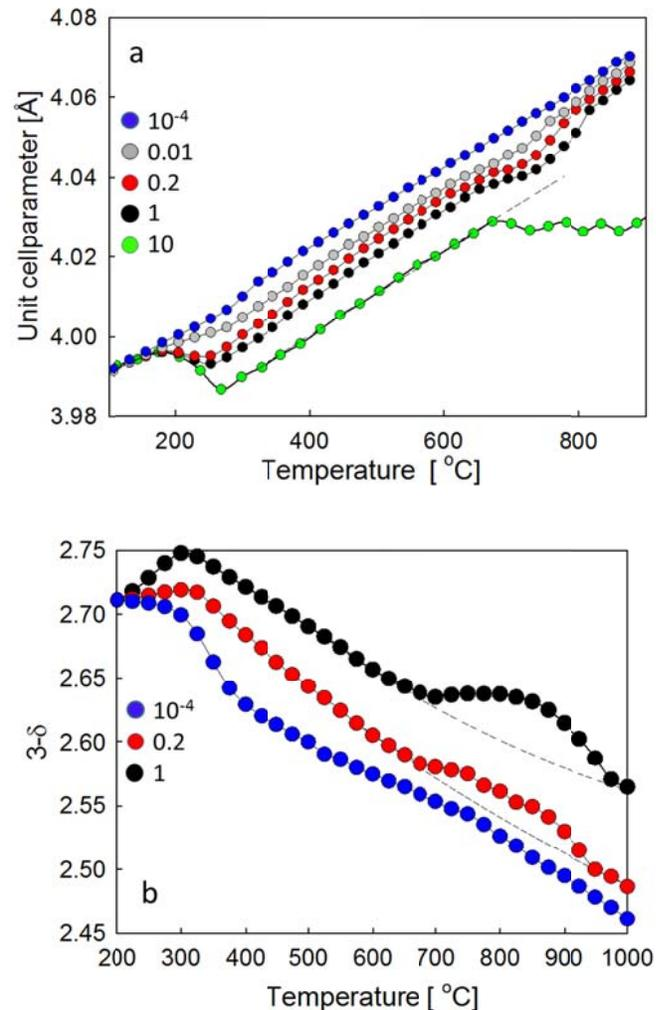 4.08
4.06
4.04
4.02
4.00
3.98
Unit cellparameter [Å]
a
10-4
0.01
0.2
1
10
200 400 600 800
Temperature [ oC]
2.75
2.70
2.65
2.60
2.55
2.50
2.45
3-δ
10-4
0.2
1
b
200 300 400 500 600 700 800 900 1000
Temperature [ oC]